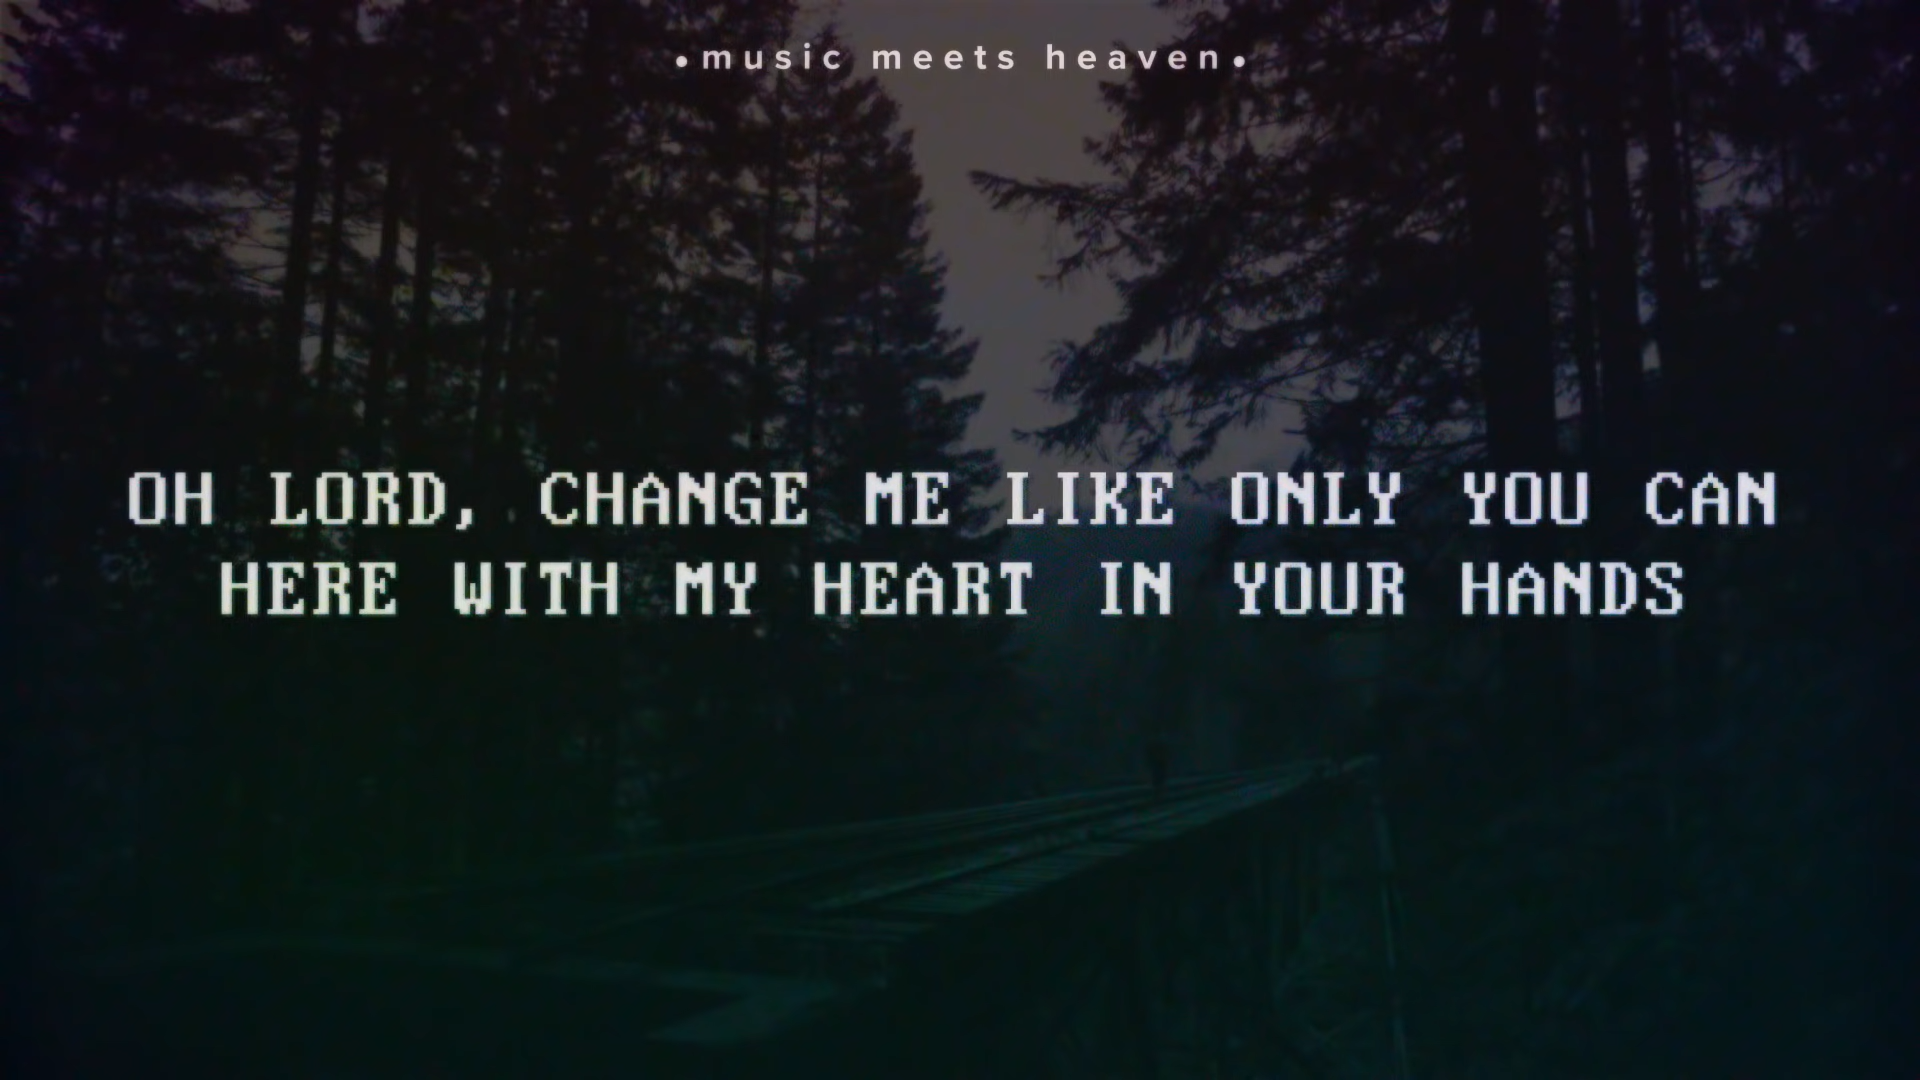 •music meets heaven•
OH LORD, CHANGE ME LIKE ONLY YOU CAN
HERE WITH MY HEART IN YOUR HANDS